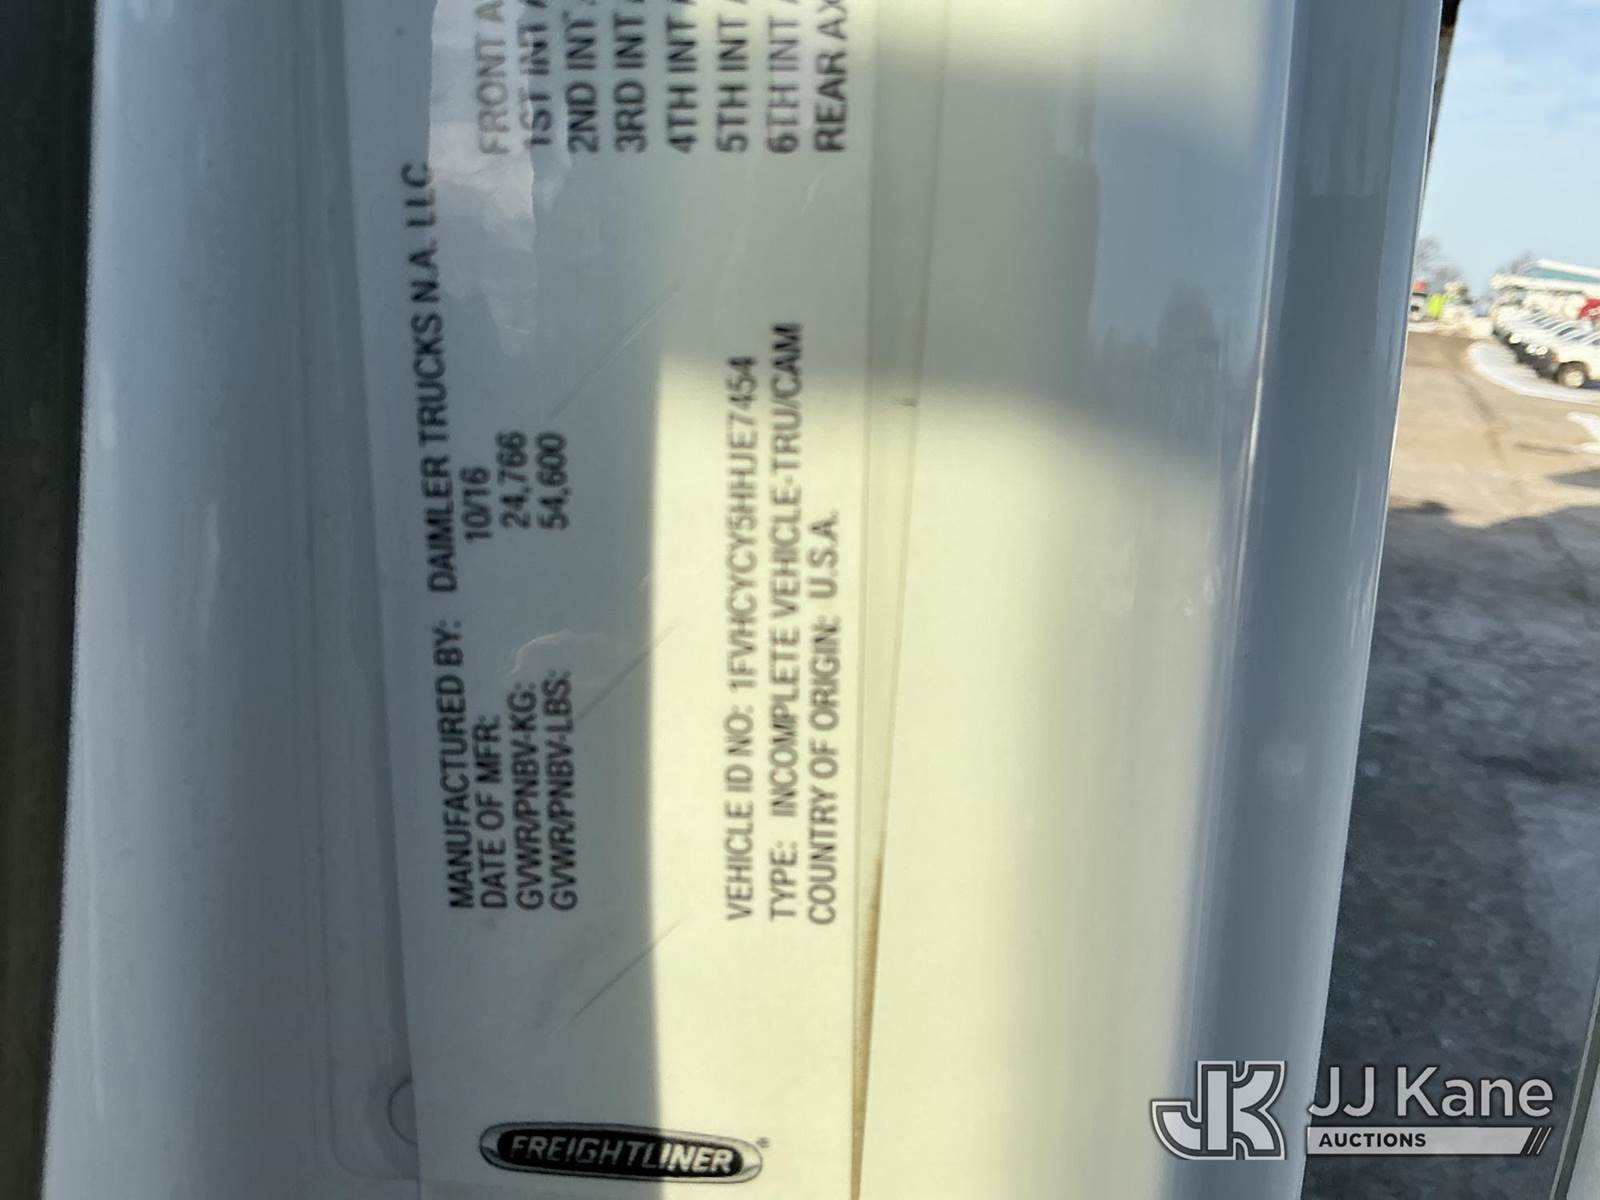 FREIGHTLINER®
MANUFACTURED BY: DAIMLER TRUCKS N.A. LLC
DATE OF MFR: 10/16
GVWR/PNBV-KG: 24,766
GVWR/PNBV-LBS: 54,600
VEHICLE ID NO: 1FVHCYCY5HHJE7454
TYPE: INCOMPLETE VEHICLE-TRU/CAM
COUNTRY OF ORIGIN: U.S.A.
FRONT A
1ST INT A
2ND INT A
3RD INT A
4TH INT A
5TH INT A
6TH INT A
REAR AX
JK JJ Kane
AUCTIONS